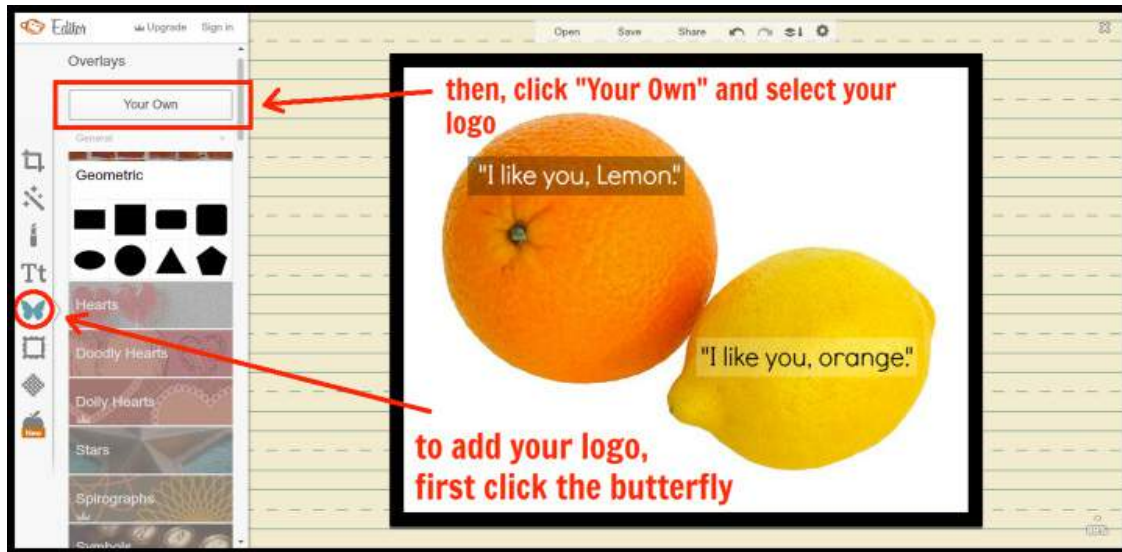 Editor
Upgrade
Sign in
Open
Save
Share
Overlays
Your Own
General
Geometric
Tt
Hearts
Doodly Hearts
Doily Hearts
New
Stars
Spirographs
Symbols
then, click "Your Own" and select your
logo
"I like you, Lemon."
"I like you, orange."
to add your logo,
first click the butterfly